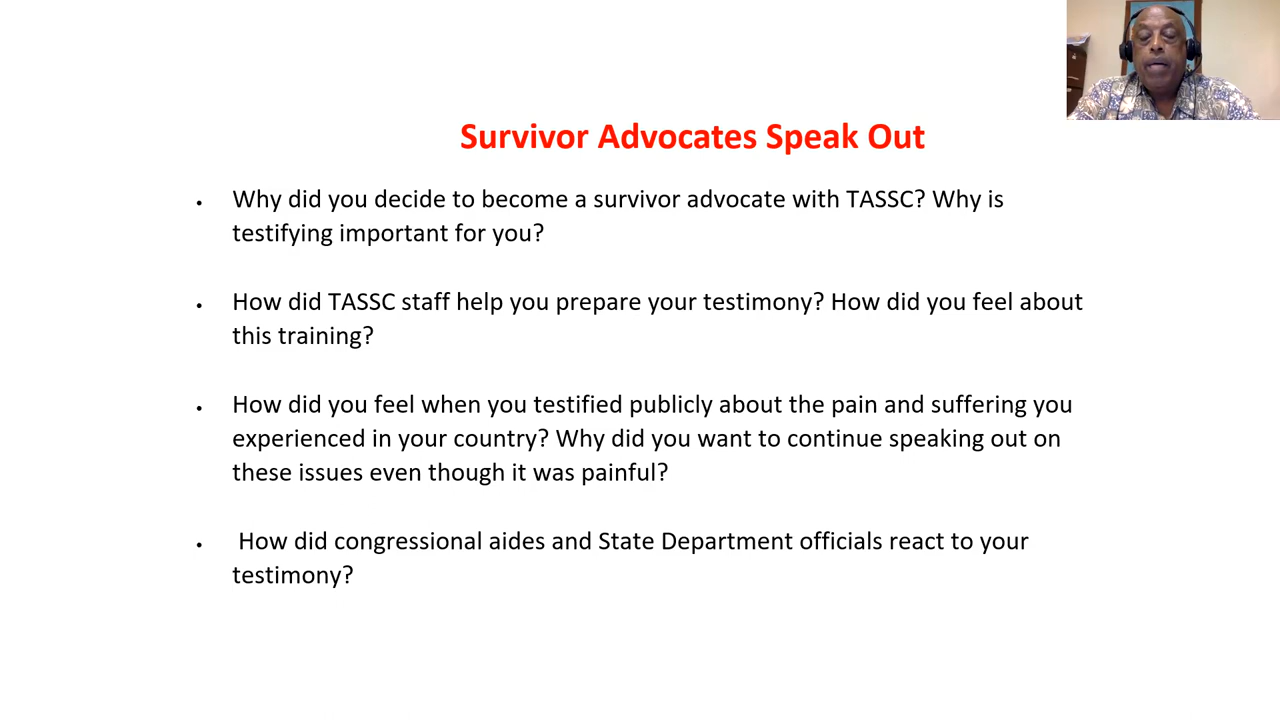 Survivor Advocates Speak Out
• Why did you decide to become a survivor advocate with TASSC? Why is
testifying important for you?
• How did TASSC staff help you prepare your testimony? How did you feel about
this training?
• How did you feel when you testified publicly about the pain and suffering you
experienced in your country? Why did you want to continue speaking out on
these issues even though it was painful?
• How did congressional aides and State Department officials react to your
testimony?